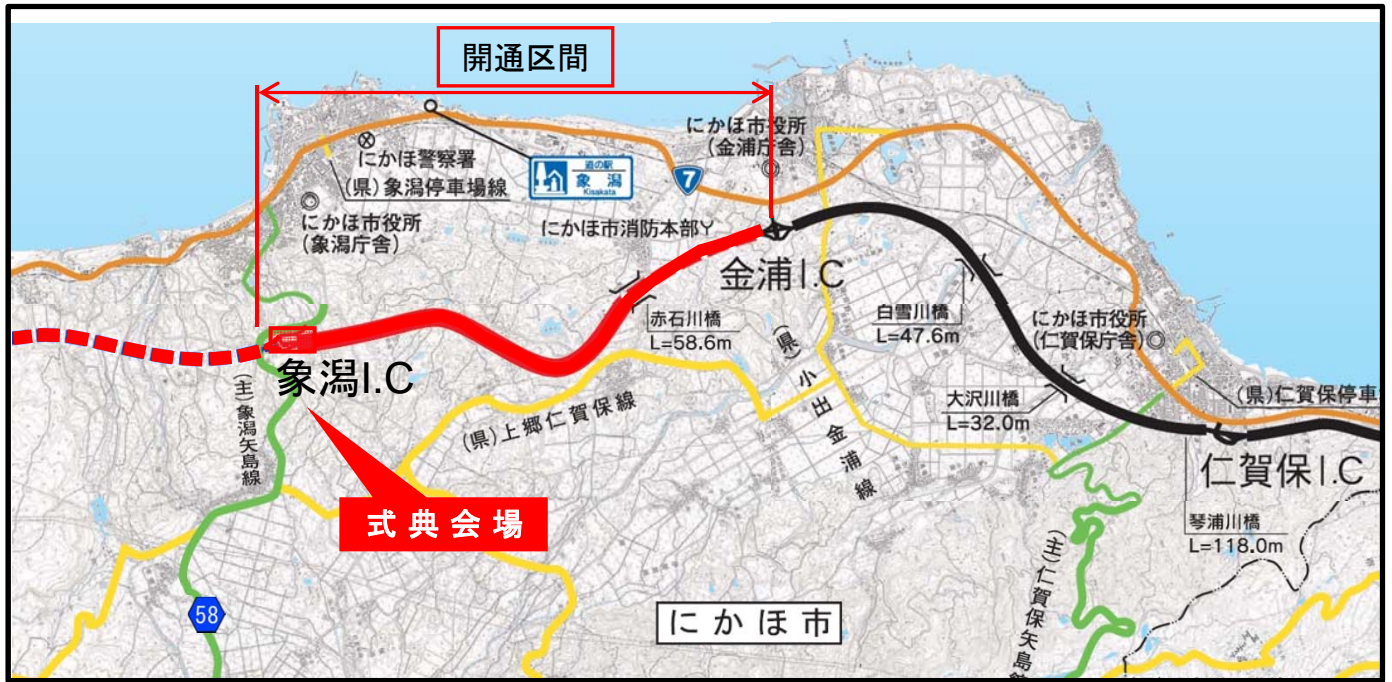 開通区間
にかほ市役所
(金浦庁舎)
にかほ警察署
(県)象潟停車場線
道の駅
象潟
Kisakata
7
にかほ市役所
(象潟庁舎)
にかほ市消防本部
金浦I.C
赤石川橋
L=58.6m
白雪川橋
L=47.6m
にかほ市役所
(仁賀保庁舎)
象潟I.C
(主)象潟矢島線
(県)上郷仁賀保線
(県)小出金浦線
大沢川橋
L=32.0m
(県)仁賀保停車
仁賀保I.C
式典会場
琴浦川橋
L=118.0m
(主)仁賀保矢島
58
にかほ市